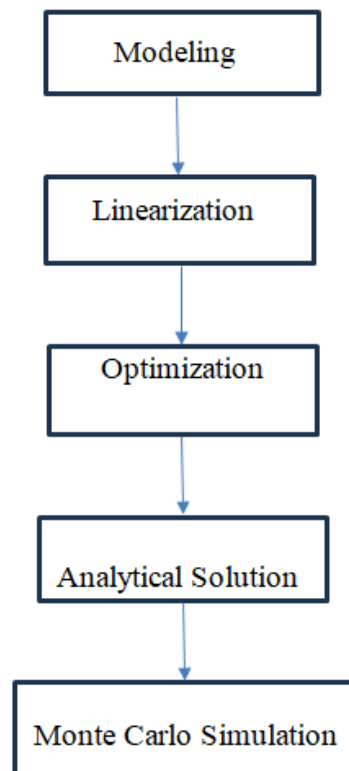 Modeling
Linearization
Optimization
Analytical Solution
Monte Carlo Simulation